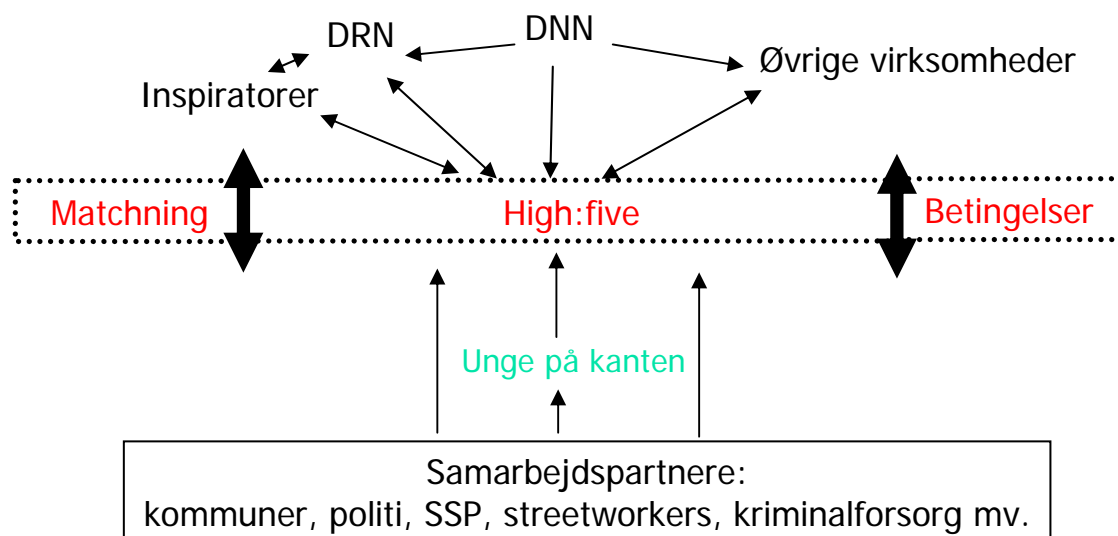 DRN
DNN
Øvrige virksomheder
Inspiratorer
Matchning
High:five
Betingelser
Unge på kanten
Samarbejdspartnere:
kommuner, politi, SSP, streetworkers, kriminalforsorg mv.